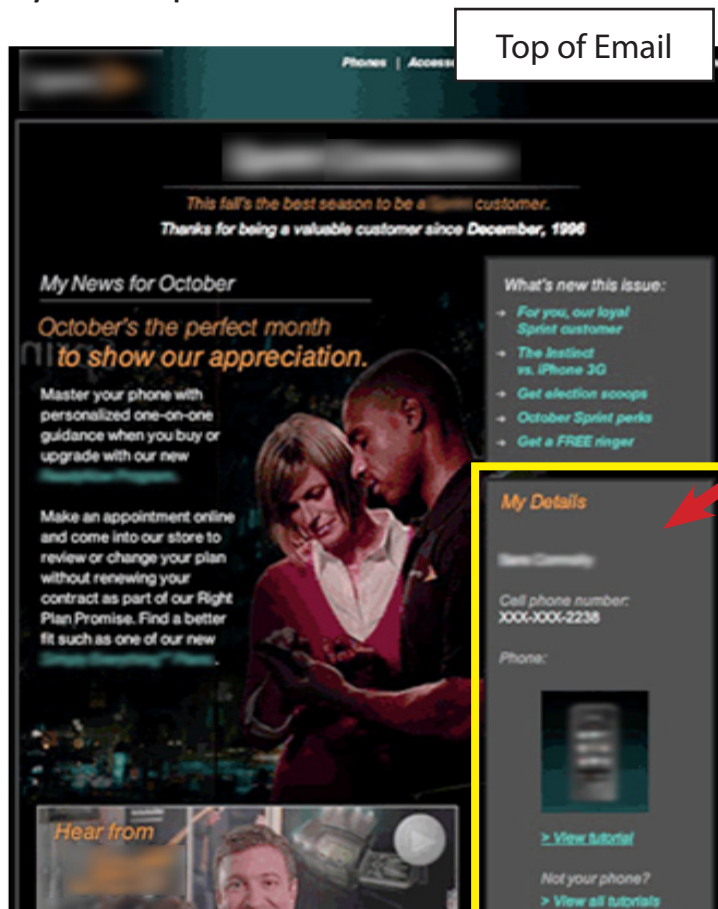 Top of Email
Phones | Access
This fall's the best season to be a customer.
Thanks for being a valuable customer since December, 1996
My News for October
October's the perfect month
to show our appreciation.
Master your phone with
personalized one-on-one
guidance when you buy or
upgrade with our new
Make an appointment online
and come into our store to
review or change your plan
without renewing your
contract as part of our Right
Plan Promise. Find a better
fit such as one of our new
.
Hear from
What's new this issue:
→ For you, our loyal
Sprint customer
→ The Instinct
vs. iPhone 3G
→ Get election scoops
→ October Sprint perks
→ Get a FREE ringer
My Details
Cell phone number:
XXX-XXX-2238
Phone:
> View tutorial
Not your phone?
> View all tutorials